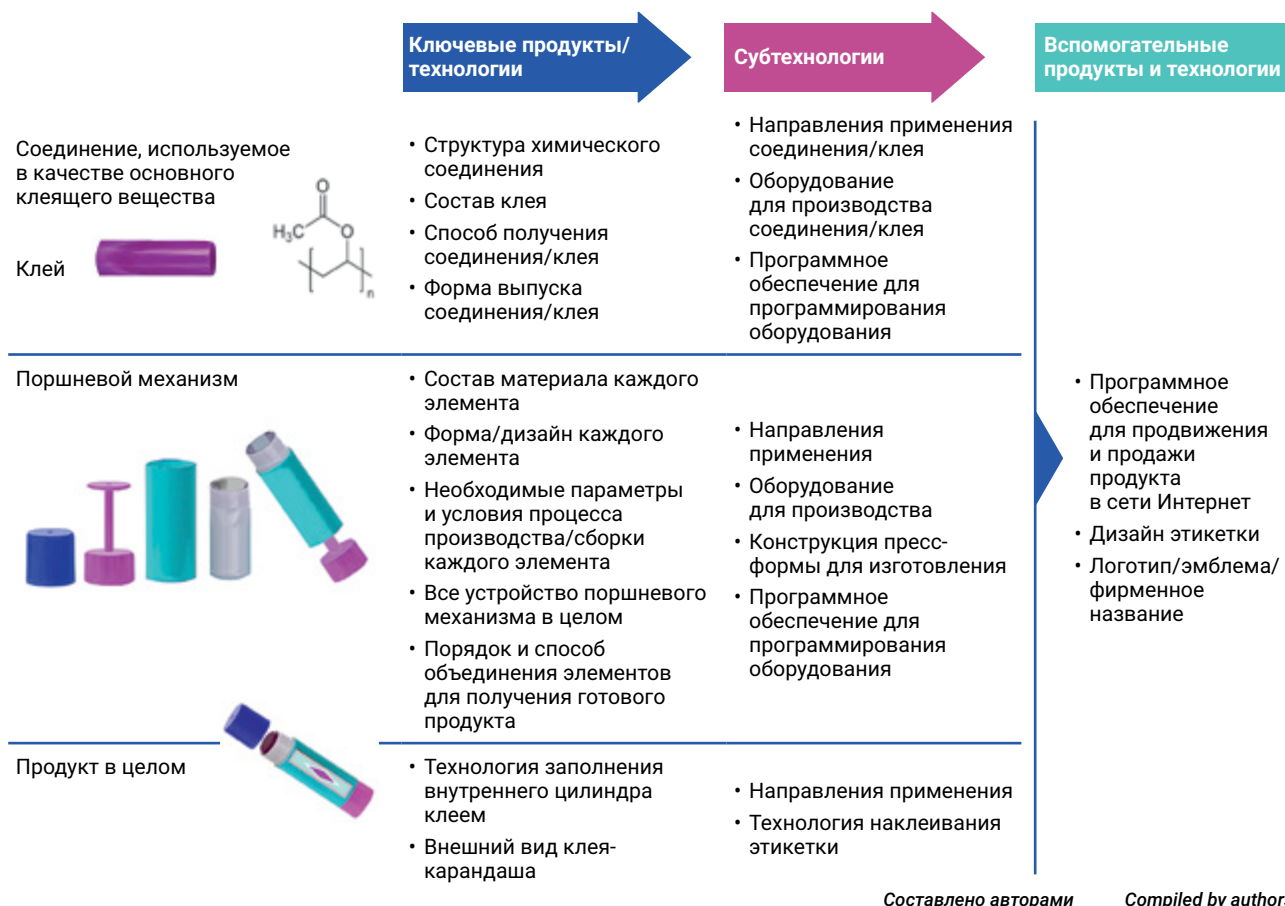 Ключевые продукты/
технологии
Субтехнологии
Вспомогательные
продукты и технологии
Соединение, используемое
в качестве основного
клеящего вещества
Клей
O
H₃C
O
n
• Структура химического
соединения
• Состав клея
• Способ получения
соединения/клея
• Форма выпуска
соединения/клея
• Направления применения
соединения/клея
• Оборудование
для производства
соединения/клея
• Программное
обеспечение для
программирования
оборудования
Поршневой механизм
• Состав материала каждого
элемента
• Форма/дизайн каждого
элемента
• Необходимые параметры
и условия процесса
производства/сборки
каждого элемента
• Все устройство поршневого
механизма в целом
• Порядок и способ
объединения элементов
для получения готового
продукта
• Направления
применения
• Оборудование
для производства
• Конструкция пресс-
формы для изготовления
• Программное
обеспечение для
программирования
оборудования
Продукт в целом
• Технология заполнения
внутреннего цилиндра
клеем
• Внешний вид клея-
карандаша
• Направления применения
• Технология наклеивания
этикетки
• Программное
обеспечение
для продвижения
и продажи
продукта
в сети Интернет
• Дизайн этикетки
• Логотип/эмблема/
фирменное
название
Составлено авторами Compiled by author